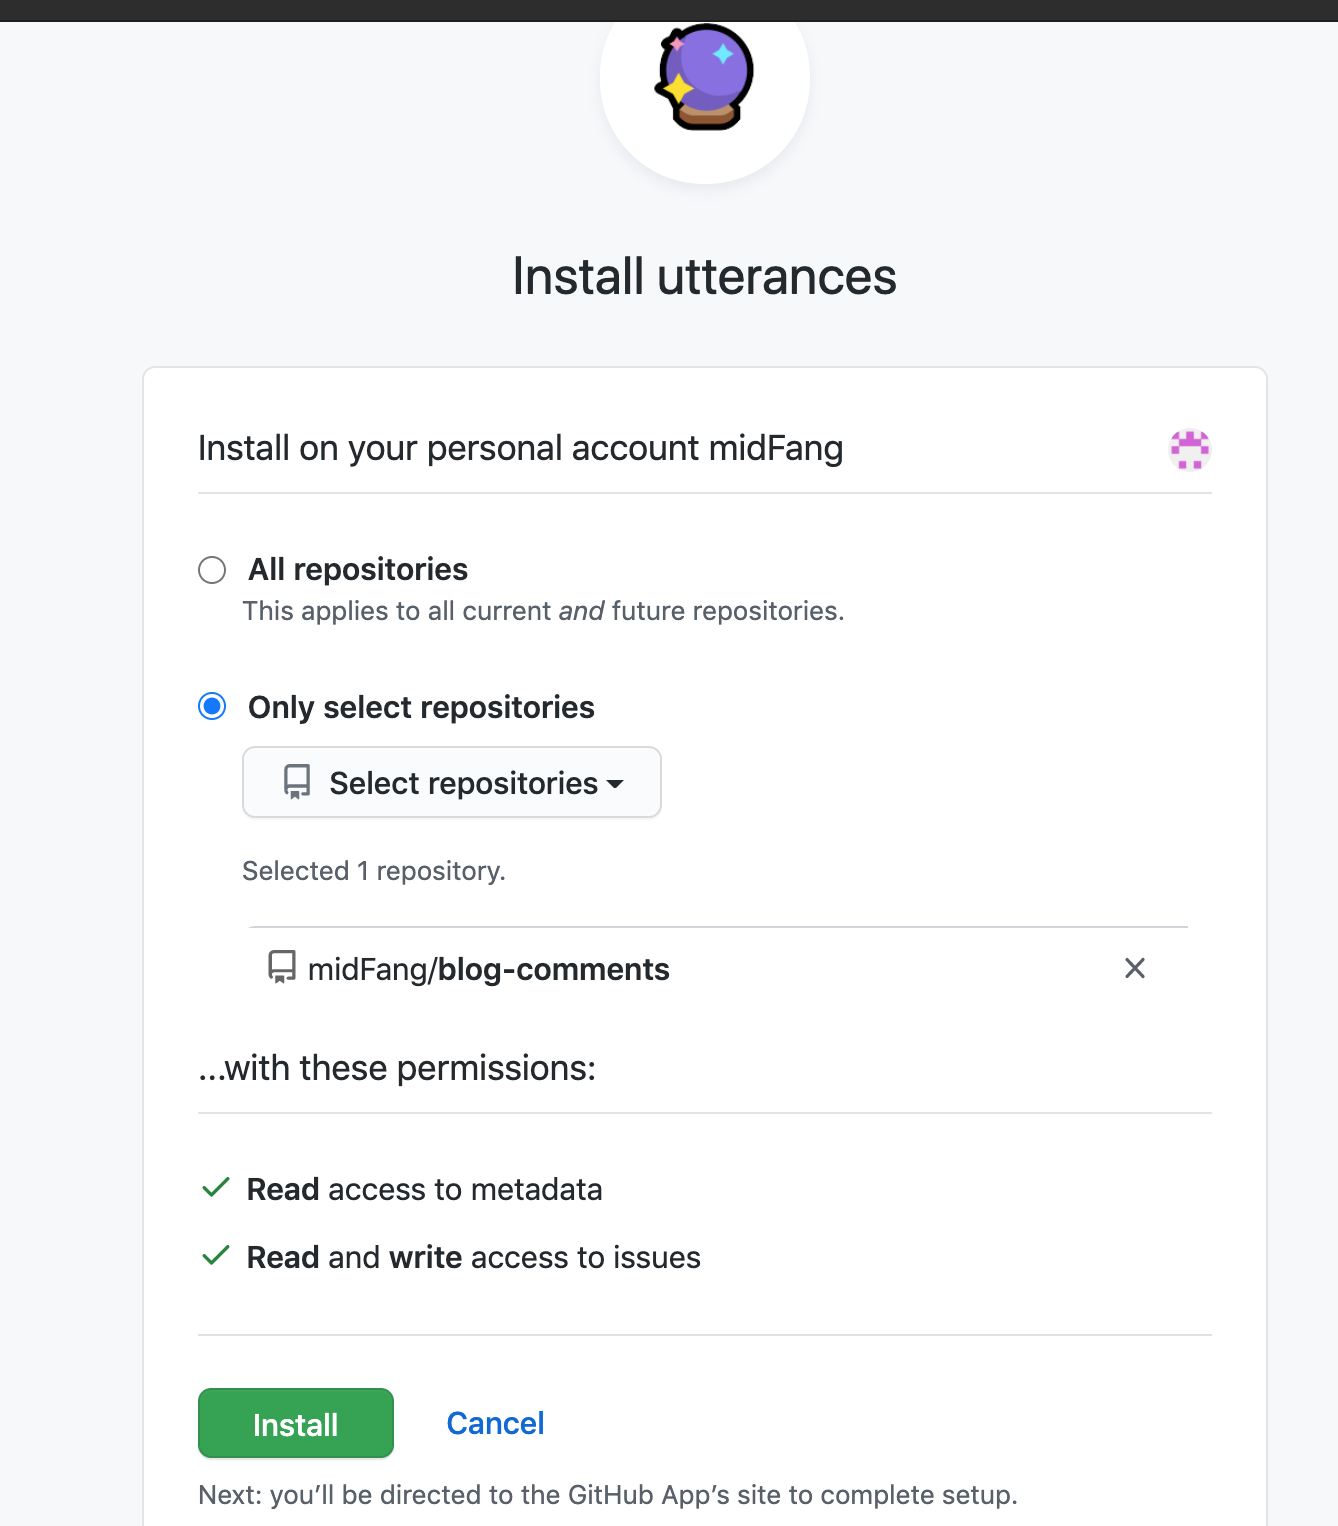 Install utterances
Install on your personal account midFang
All repositories
This applies to all current and future repositories.
Only select repositories
Select repositories
Selected 1 repository.
midFang/blog-comments
...with these permissions:
Read access to metadata
Read and write access to issues
Install
Cancel
Next: you’ll be directed to the GitHub App’s site to complete setup.